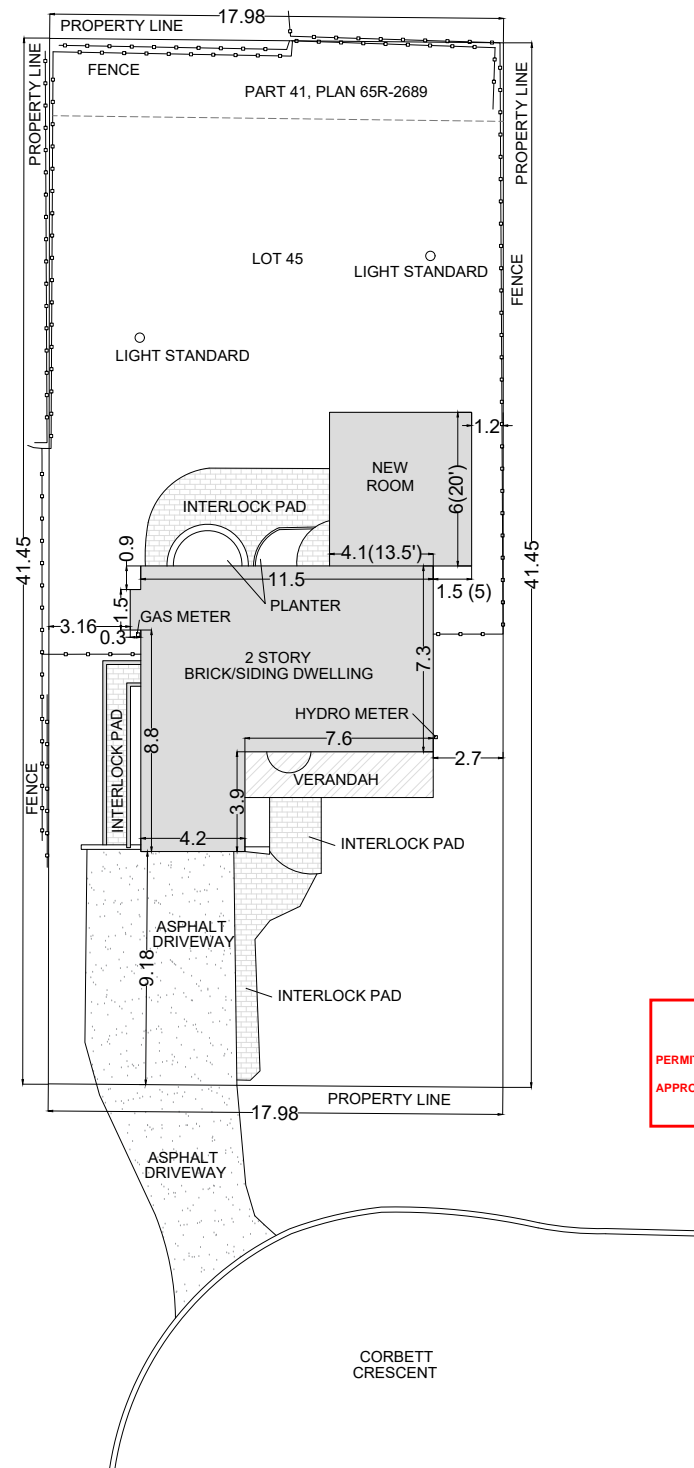 17.98
PROPERTY LINE
PROPERTY LINE
FENCE
PART 41, PLAN 65R-2689
PROPERTY LINE
LOT 45
LIGHT STANDARD
FENCE
LIGHT STANDARD
1.2
NEW
ROOM
6(20')
INTERLOCK PAD
41.45
0.9
4.1(13.5')
41.45
11.5
1.5 (5)
1.5
PLANTER
GAS METER
3.16
0.3
2 STORY
BRICK/SIDING DWELLING
7.3
HYDRO METER
8.8
7.6
2.7
INTERLOCK PAD
FENCE
3.9
VERANDAH
4.2
INTERLOCK PAD
ASPHALT
DRIVEWAY
9.18
INTERLOCK PAD
PERMIT
APPRO
PROPERTY LINE
17.98
ASPHALT
DRIVEWAY
CORBETT
CRESCENT